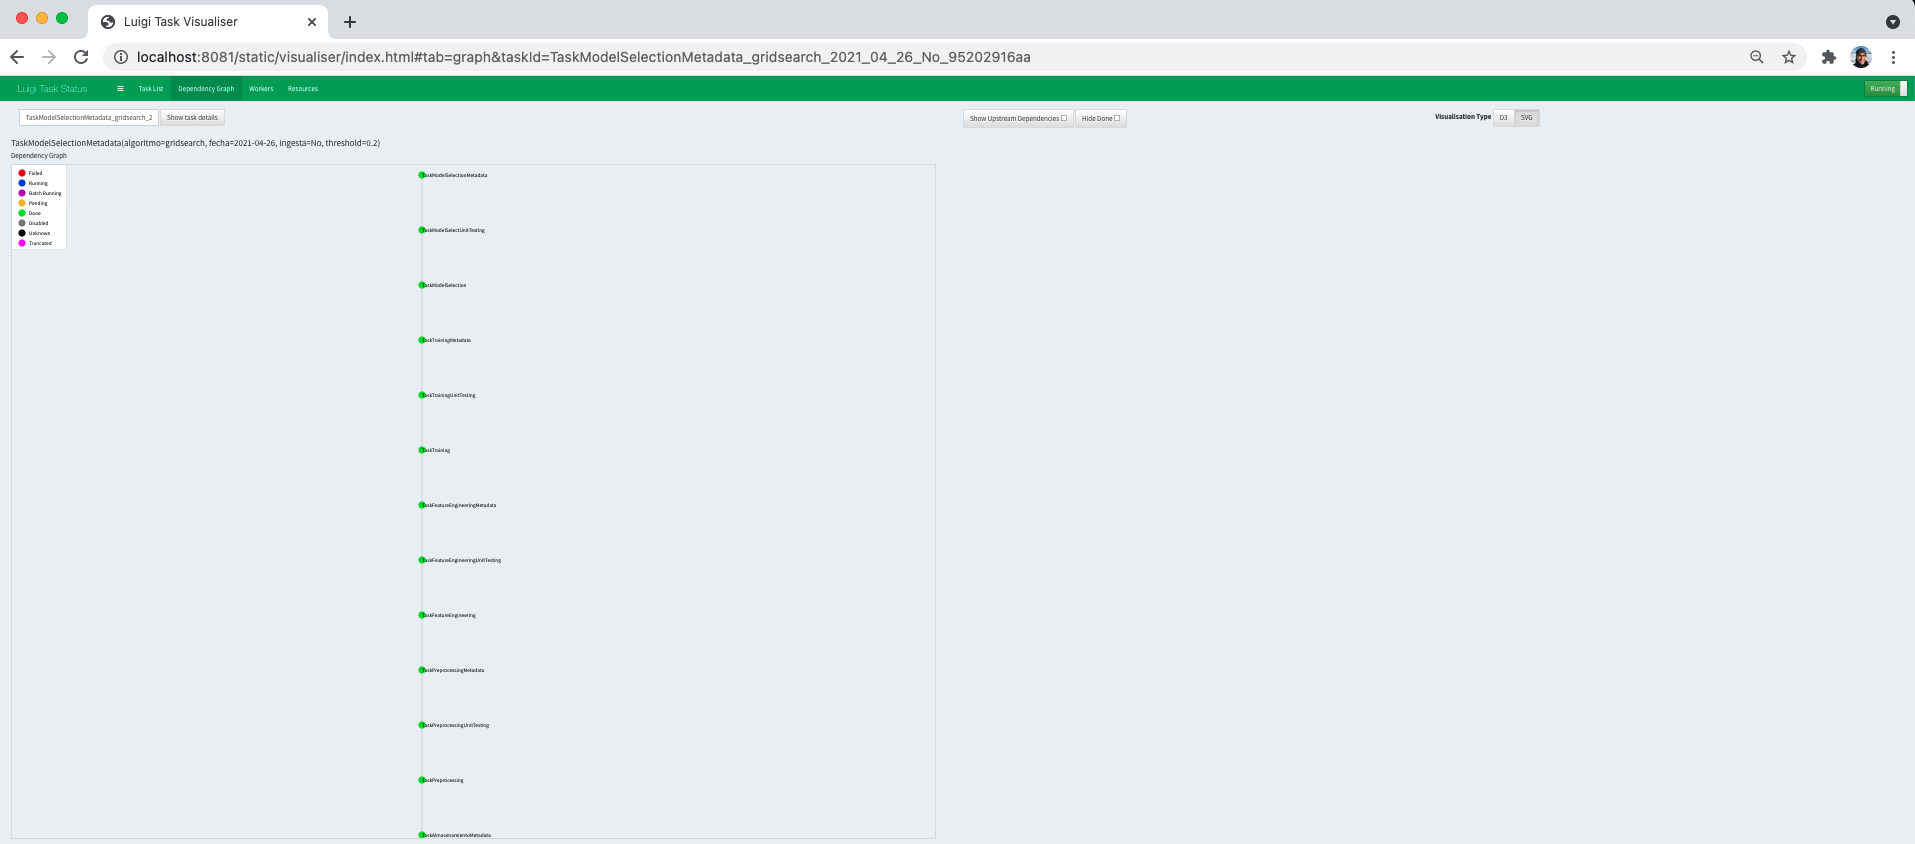 Luigi Task Visualiser
localhost:8081/static/visualiser/index.html#tab=graph&taskId=TaskModelSelectionMetadata_gridsearch_2021_04_26_No_95202916aa
Luigi Task Status Task List Dependency Graph Workers Resources Running
TaskModelSelectionMetadata_gridsearch_2 Show task details Show Upstream Dependencies Hide Done Visualisation Type D3 SVG
TaskModelSelectionMetadata(algoritmo=gridsearch, fecha=2021-04-26, ingesta=No, threshold=0.2)
Dependency Graph
Failed
Running
Batch Running
Pending
Done
Disabled
Unknown
Truncated
TaskModelSelectionMetadata
TaskModelSelectUnitTesting
TaskModelSelection
TaskTrainingMetadata
TaskTrainingUnitTesting
TaskTraining
TaskFeatureEngineeringMetadata
TaskFeatureEngineeringUnitTesting
TaskFeatureEngineering
TaskPreprocessingMetadata
TaskPreprocessingUnitTesting
TaskPreprocessing
TaskAlmacenamientoMetadata